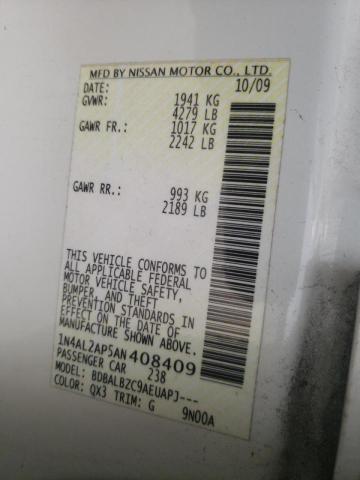 MFD BY NISSAN MOTOR CO., LTD.
DATE: 10/09
GVWR: 1941 KG
4279 LB
GAWR FR.: 1017 KG
2242 LB
GAWR RR.: 993 KG
2189 LB
THIS VEHICLE CONFORMS TO
ALL APPLICABLE FEDERAL
MOTOR VEHICLE SAFETY,
BUMPER, AND THEFT
PREVENTION STANDARDS IN
EFFECT ON THE DATE OF
MANUFACTURE SHOWN ABOVE.
1N4AL2AP5AN408409
PASSENGER CAR 238
MODEL: BDBALBZC9AEUAPJ---
COLOR: QX3 TRIM: G 9N00A